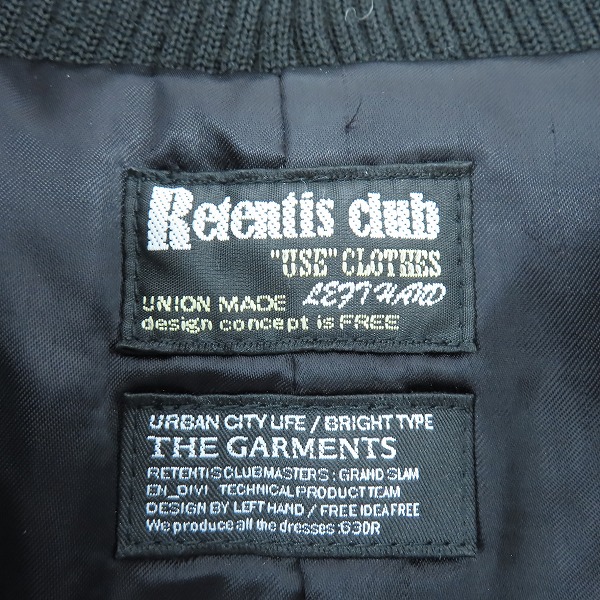 Retentis club
"USE" CLOTHES
LEFT HAND
UNION MADE
design concept is FREE
URBAN CITY LIFE / BRIGHT TYPE
THE GARMENTS
RETENTIS CLUB MASTERS : GRAND SLAM
EN_DIVI TECHNICAL PRODUCT TEAM
DESIGN BY LEFT HAND / FREE IDEA FREE
We produce all the dresses :630R